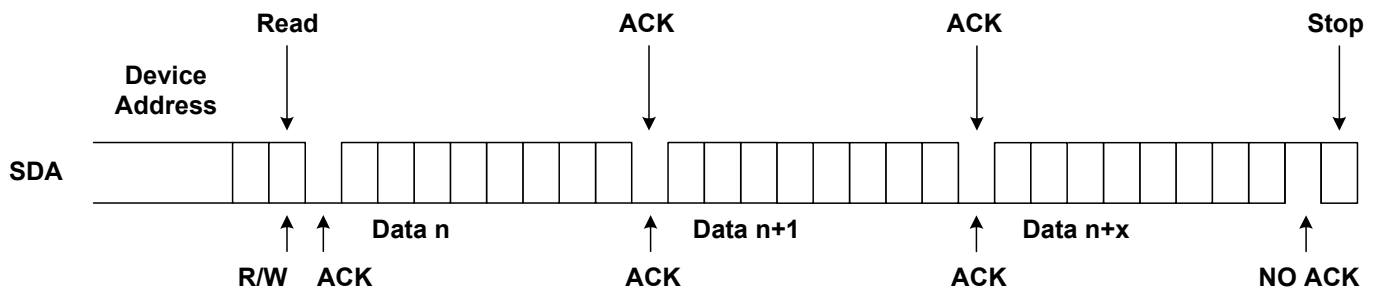 Read ACK ACK Stop
Device
Address
SDA
Data n Data n+1 Data n+x
R/W ACK ACK ACK NO ACK